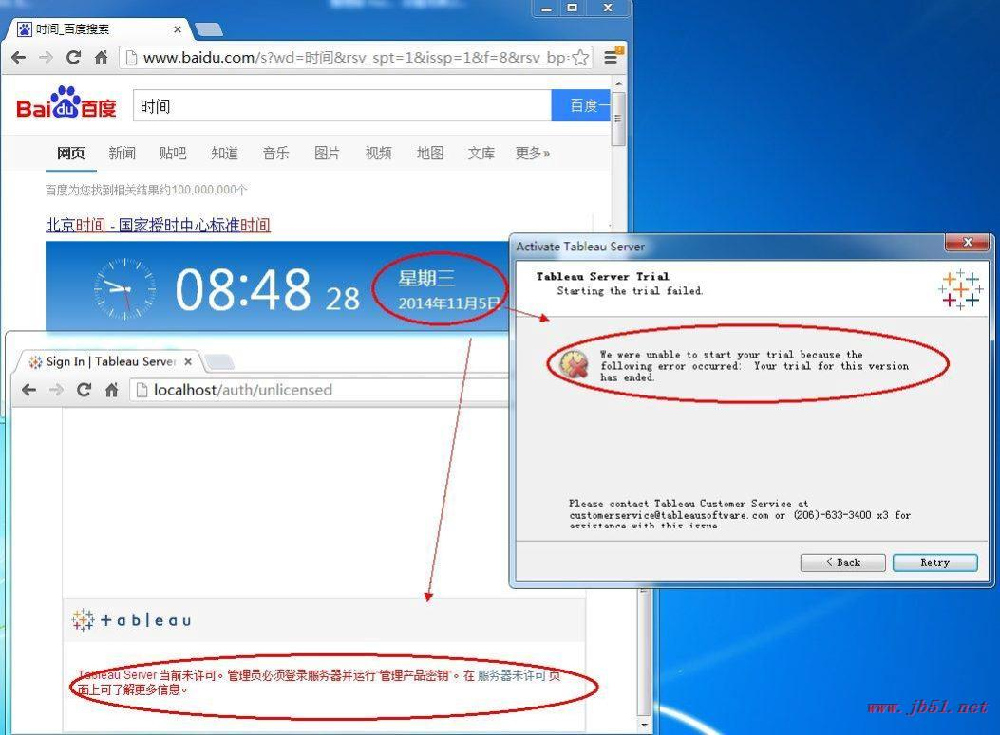 时间_百度搜索
www.baidu.com/s?wd=时间&rsv_spt=1&issp=1&f=8&rsv_bp
Bai du 百度
时间
百度一
网页 新闻 贴吧 知道 音乐 图片 视频 地图 文库 更多»
百度为您找到相关结果约100,000,000个
北京时间 - 国家授时中心标准时间
08:48 28
星期三
2014年11月5日
Activate Tableau Server
Tableau Server Trial
Starting the trial failed.
We were unable to start your trial because the
following error occurred: Your trial for this version
has ended.
Please contact Tableau Customer Service at
customerservice@tableausoftware.com or (206)-633-3400 x3 for
assistance with this issue
< Back
Retry
Sign In | Tableau Server
localhost/auth/unlicensed
tableau
Tableau Server 当前未许可。管理员必须登录服务器并运行“管理产品密钥”。在 服务器未许可 页
面上可了解更多信息。
www.jb51.net